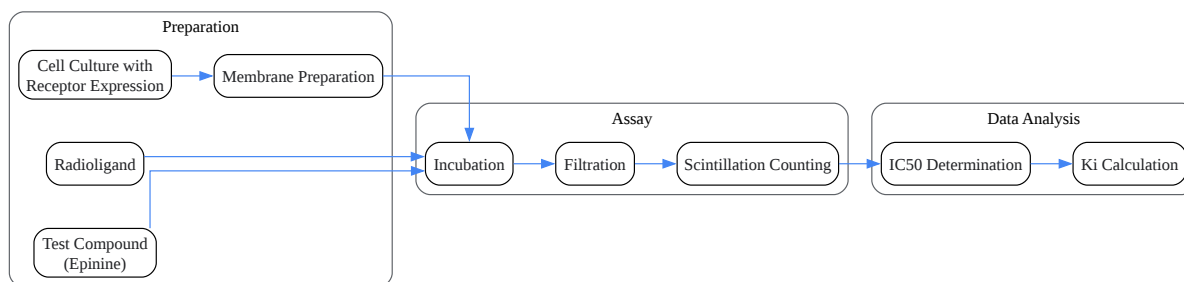 Preparation
Cell Culture with
Receptor Expression
Membrane Preparation
Radioligand
Test Compound
(Epinine)
Assay
Incubation
Filtration
Scintillation Counting
Data Analysis
IC50 Determination
Ki Calculation